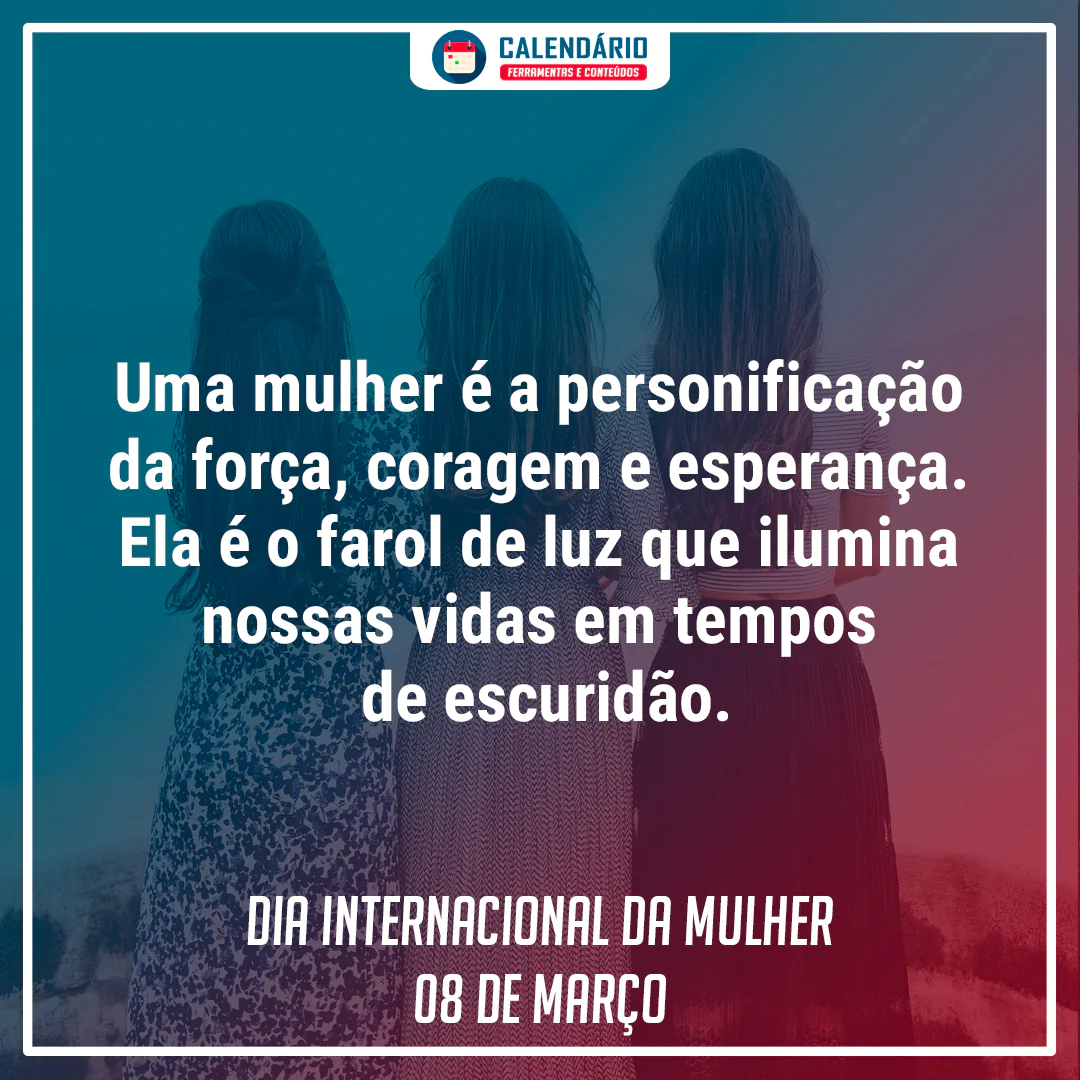 CALENDÁRIO
FERRAMENTAS E CONTEÚDOS
Uma mulher é a personificação
da força, coragem e esperança.
Ela é o farol de luz que ilumina
nossas vidas em tempos
de escuridão.
DIA INTERNACIONAL DA MULHER
08 DE MARÇO